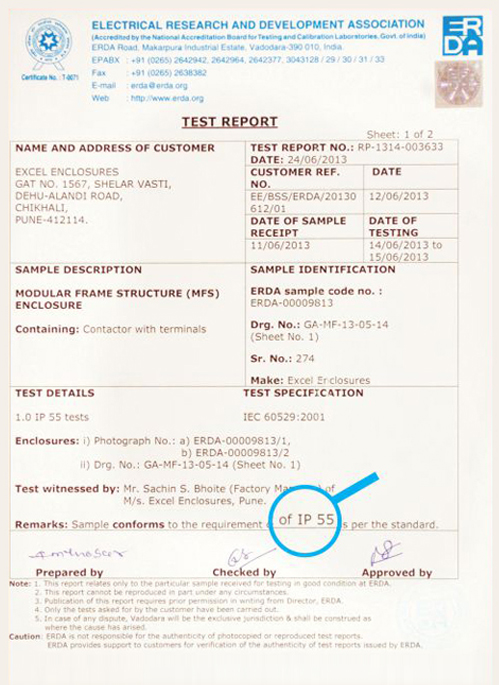 ELECTRICAL RESEARCH AND DEVELOPMENT ASSOCIATION
(Accredited by the National Accreditation Board for Testing and Calibration Laboratories, Govt. of India)
ERDA Road, Makarpura Industrial Estate, Vadodara-390 010, India.
EPABX : +91 (0265) 2642942, 2642964, 2642377, 3043128 / 29 / 30 / 31 / 33
Fax : +91 (0265) 2638382
E-mail : erda@erda.org
Web : http://www.erda.org
Certificate No. : T-0071
ERDA
TEST REPORT
Sheet: 1 of 2
NAME AND ADDRESS OF CUSTOMER
EXCEL ENCLOSURES
GAT NO. 1567, SHELAR VASTI,
DEHU-ALANDI ROAD,
CHIKHALI,
PUNE-412114.
TEST REPORT NO.: RP-1314-003633
DATE: 24/06/2013
CUSTOMER REF. NO.
DATE
EE/BSS/ERDA/20130
612/01
12/06/2013
DATE OF SAMPLE RECEIPT
DATE OF TESTING
11/06/2013
14/06/2013 to
15/06/2013
SAMPLE DESCRIPTION
MODULAR FRAME STRUCTURE (MFS)
ENCLOSURE
Containing: Contactor with terminals
SAMPLE IDENTIFICATION
ERDA sample code no. :
ERDA-00009813
Drg. No.: GA-MF-13-05-14
(Sheet No. 1)
Sr. No.: 274
Make: Excel Enclosures
TEST DETAILS
TEST SPECIFICATION
1.0 IP 55 tests
IEC 60529:2001
Enclosures: i) Photograph No.: a) ERDA-00009813/1,
b) ERDA-00009813/2
ii) Drg. No.: GA-MF-13-05-14 (Sheet No. 1)
Test witnessed by: Mr. Sachin S. Bhoite (Factory of
M/s. Excel Enclosures, Pune.
Remarks: Sample conforms to the requirement of IP 55 as per the standard.
Prepared by
Checked by
Approved by
Note: 1. This report relates only to the particular sample received for testing in good condition at ERDA.
2. This report cannot be reproduced in part under any circumstances.
3. Publication of this report requires prior permission in writing from Director, ERDA.
4. Only the tests asked for by the customer have been carried out.
5. In case of any dispute, Vadodara will be the exclusive jurisdiction & shall be construed as
where the cause has arised.
Caution : ERDA is not responsible for the authenticity of photocopied or reproduced test reports.
ERDA provides support to customers for verification of the authenticity of test reports issued by ERDA.